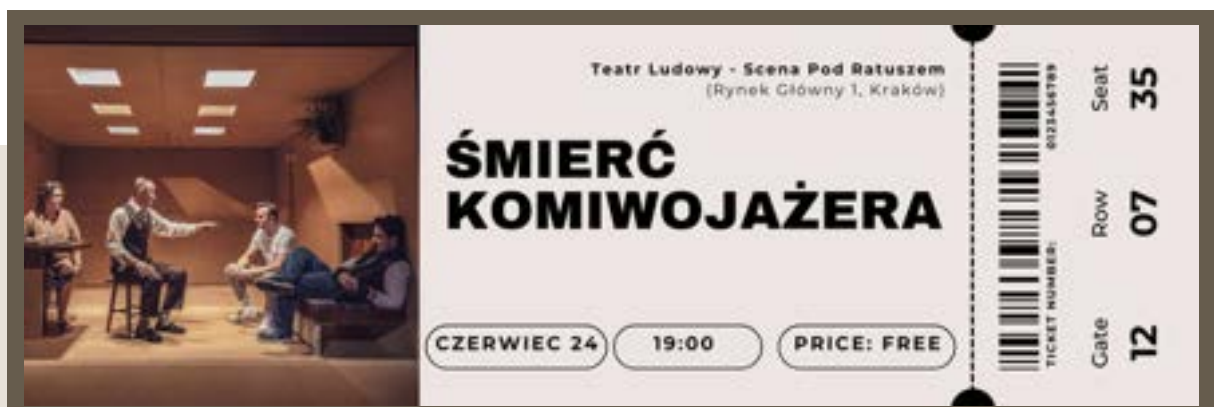 Teatr Ludowy - Scena Pod Ratuszem
(Rynek Główny 1, Kraków)
ŚMIERĆ
KOMIWOJAŻERA
CZERWIEC 24
19:00
PRICE: FREE
TICKET NUMBER:
0123456789
Gate
12
Row
07
Seat
35